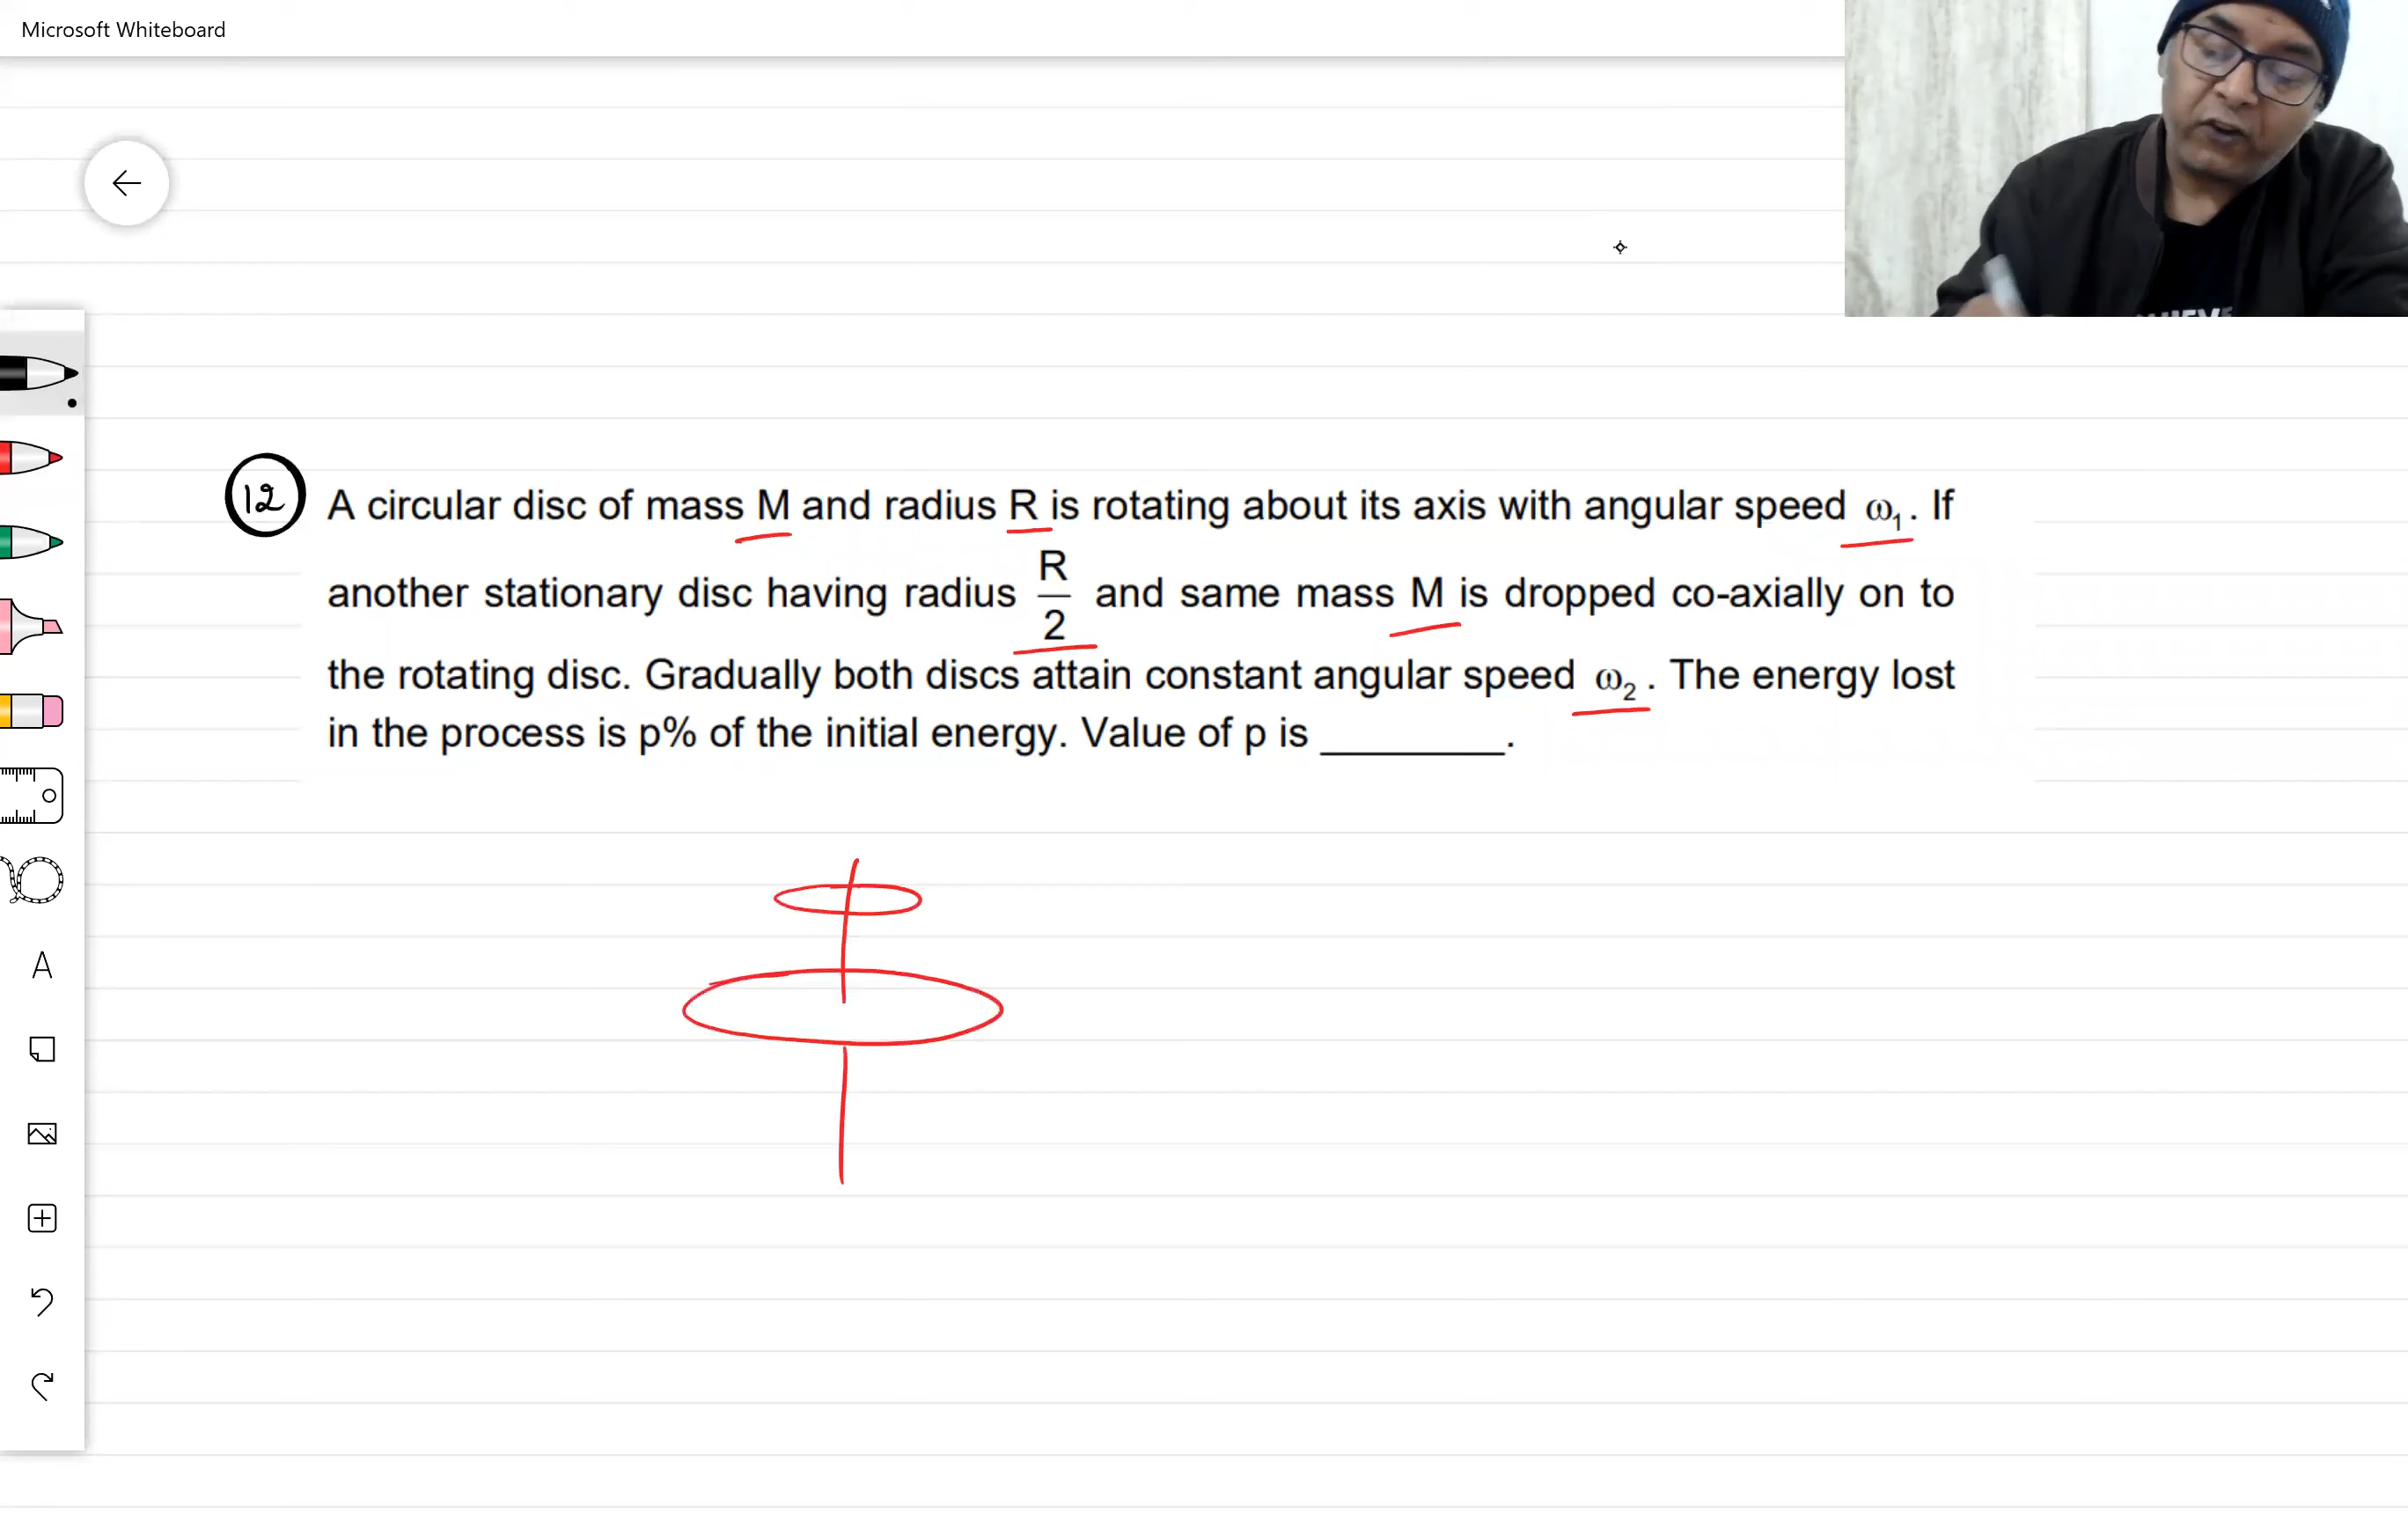 Microsoft Whiteboard
12 A circular disc of mass M and radius R is rotating about its axis with angular speed ω₁. If
another stationary disc having radius R/2 and same mass M is dropped co-axially on to
the rotating disc. Gradually both discs attain constant angular speed ω₂. The energy lost
in the process is p% of the initial energy. Value of p is ________.
A